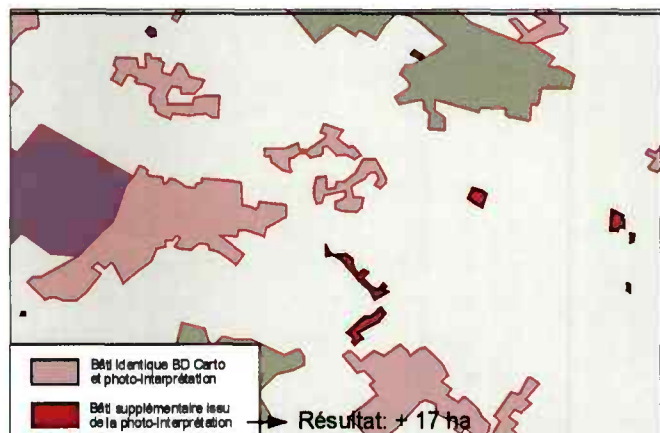 Bâti identique BD Carto
et photo-interprétation
Bâti supplémentaire issu
de la photo-interprétation
Résultat: + 17 ha